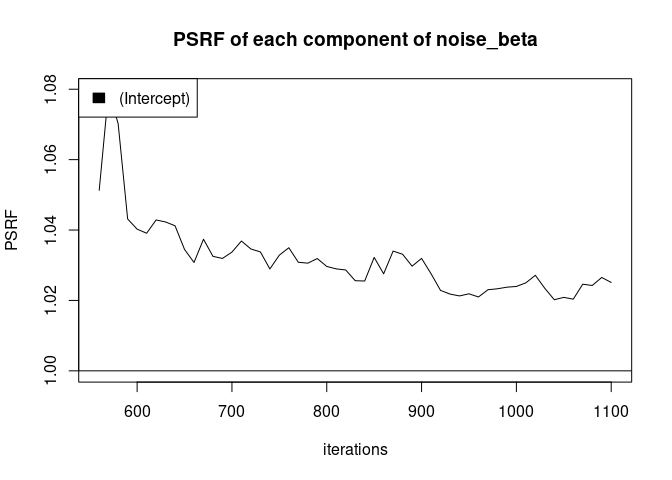 PSRF of each component of noise_beta
(Intercept)
PSRF
1.08
1.06
1.04
1.02
1.00
600 700 800 900 1000 1100
iterations